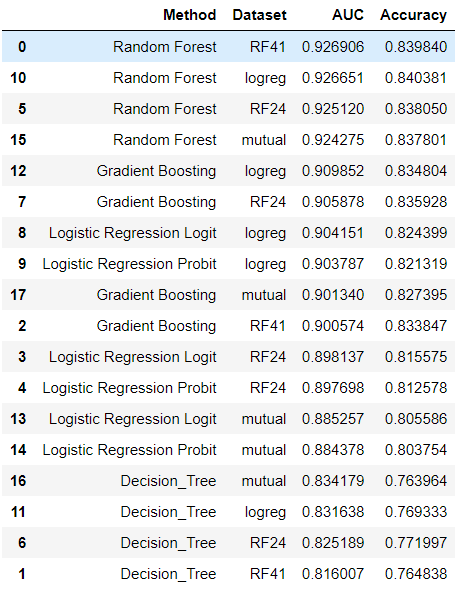 Method Dataset AUC Accuracy
0 Random Forest RF41 0.926906 0.839840
10 Random Forest logreg 0.926651 0.840381
5 Random Forest RF24 0.925120 0.838050
15 Random Forest mutual 0.924275 0.837801
12 Gradient Boosting logreg 0.909852 0.834804
7 Gradient Boosting RF24 0.905878 0.835928
8 Logistic Regression Logit logreg 0.904151 0.824399
9 Logistic Regression Probit logreg 0.903787 0.821319
17 Gradient Boosting mutual 0.901340 0.827395
2 Gradient Boosting RF41 0.900574 0.833847
3 Logistic Regression Logit RF24 0.898137 0.815575
4 Logistic Regression Probit RF24 0.897698 0.812578
13 Logistic Regression Logit mutual 0.885257 0.805586
14 Logistic Regression Probit mutual 0.884378 0.803754
16 Decision_Tree mutual 0.834179 0.763964
11 Decision_Tree logreg 0.831638 0.769333
6 Decision_Tree RF24 0.825189 0.771997
1 Decision_Tree RF41 0.816007 0.764838